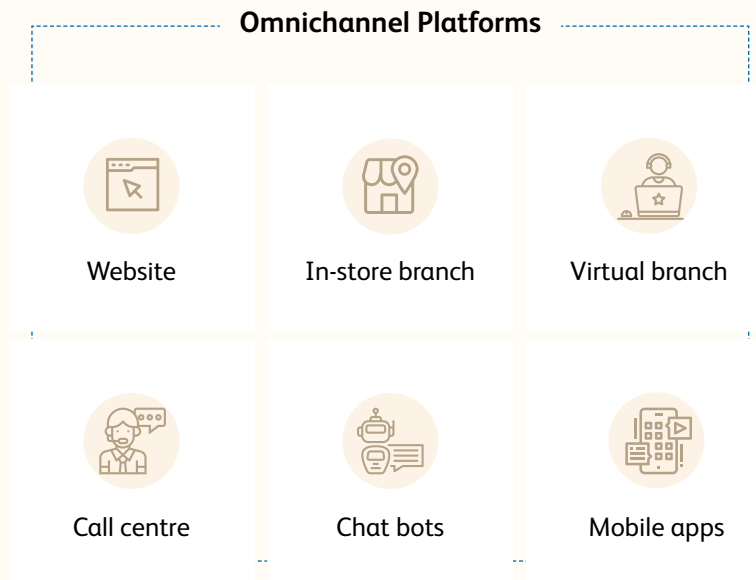 Omnichannel Platforms
Website
In-store branch
Virtual branch
Call centre
Chat bots
Mobile apps